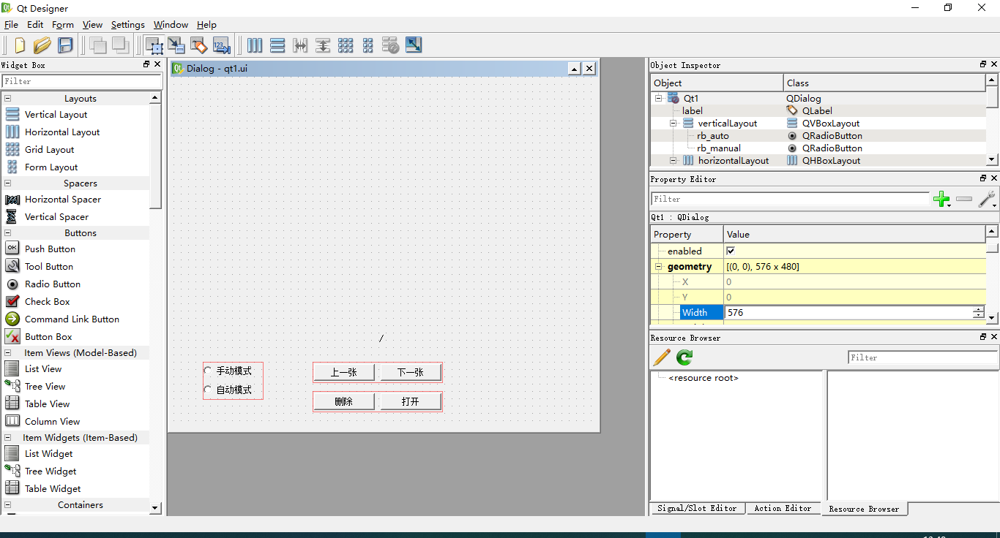 Qt Designer
File Edit Form View Settings Window Help
Widget Box
Filter
Layouts
Vertical Layout
Horizontal Layout
Grid Layout
Form Layout
Spacers
Horizontal Spacer
Vertical Spacer
Buttons
OK Push Button
Tool Button
Radio Button
Check Box
Command Link Button
Button Box
Item Views (Model-Based)
List View
Tree View
Table View
Column View
Item Widgets (Item-Based)
List Widget
Tree Widget
Table Widget
Containers
Dialog - qt1.ui
/
手动模式
自动模式
上一张 下一张
删除 打开
Object Inspector
Object Class
Qt1 QDialog
label QLabel
verticalLayout QVBoxLayout
rb_auto QRadioButton
rb_manual QRadioButton
horizontalLayout QHBoxLayout
Property Editor
Filter
Qt1 : QDialog
Property Value
enabled
geometry [(0, 0), 576 x 480]
X 0
Y 0
Width 576
Resource Browser
Filter
<resource root>
Signal/Slot Editor Action Editor Resource Browser